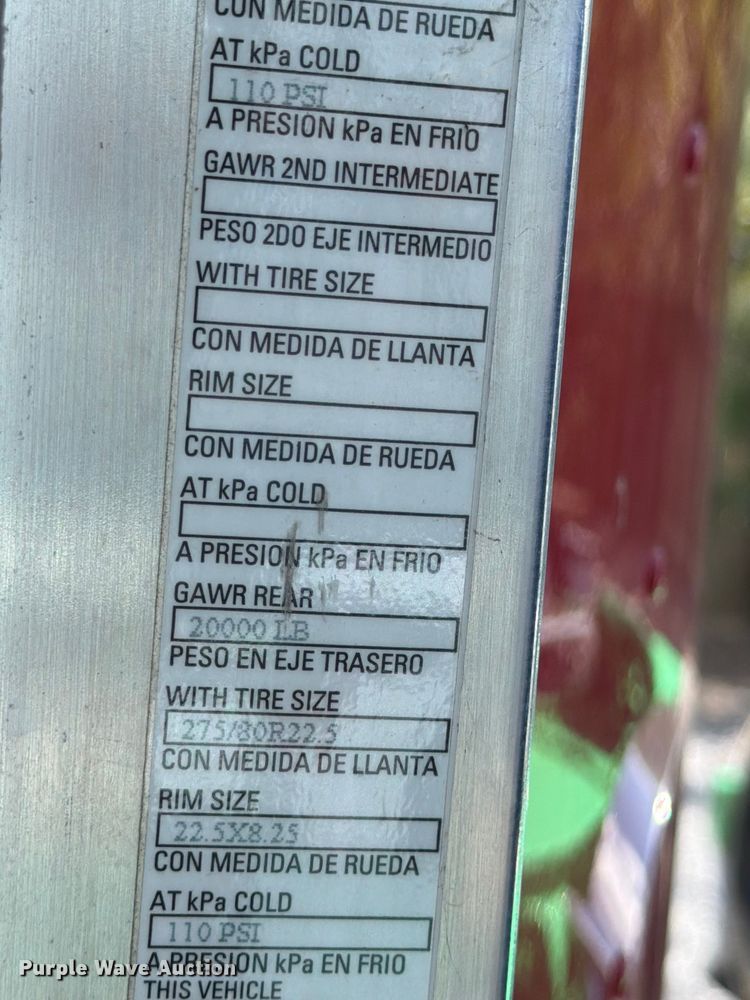 CON MEDIDA DE RUEDA
AT kPa COLD
110 PSI
A PRESION kPa EN FRIO
GAWR 2ND INTERMEDIATE
PESO 2DO EJE INTERMEDIO
WITH TIRE SIZE
CON MEDIDA DE LLANTA
RIM SIZE
CON MEDIDA DE RUEDA
AT kPa COLD
A PRESION kPa EN FRIO
GAWR REAR
20000 LB
PESO EN EJE TRASERO
WITH TIRE SIZE
275/80R22.5
CON MEDIDA DE LLANTA
RIM SIZE
22.5X8.25
CON MEDIDA DE RUEDA
AT kPa COLD
110 PSI
A PRESION kPa EN FRIO
THIS VEHICLE
Purple Wave Auction